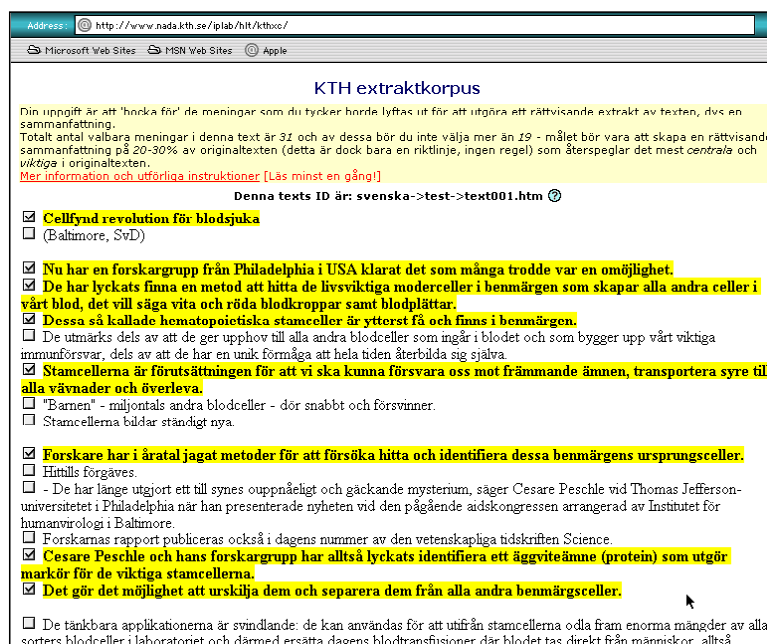 Address: @ http://www.nada.kth.se/iplab/hlt/kthxc/
Microsoft Web Sites MSN Web Sites @ Apple
KTH extraktkorpus
Din uppgift är att 'bocka för' de meningar som du tycker borde lyftas ut för att utgöra ett rättvisande extrakt av texten, dvs en
sammanfattning.
Totalt antal valbara meningar i denna text är 31 och av dessa bör du inte välja mer än 19 - målet bör vara att skapa en rättvisande
sammanfattning på 20-30% av originaltexten (detta är dock bara en riktlinje, ingen regel) som återspeglar det mest centrala och
viktiga i originaltexten.
Mer information och utförliga instruktioner [Läs minst en gång!]
Denna texts ID är: svenska->test->text001.htm ?
Cellfynd revolution för blodsjuka
(Baltimore, SvD)
Nu har en forskargrupp från Philadelphia i USA klarat det som många trodde var en omöjlighet.
De har lyckats finna en metod att hitta de livsviktiga moderceller i benmärgen som skapar alla andra celler i
vårt blod, det vill säga vita och röda blodkroppar samt blodplättar.
Dessa så kallade hematopoietiska stamceller är ytterst få och finns i benmärgen.
De utmärks dels av att de ger upphov till alla andra blodceller som ingår i blodet och som bygger upp vårt viktiga
immunförsvar, dels av att de har en unik förmåga att hela tiden återbilda sig själva.
Stamcellerna är förutsättningen för att vi ska kunna försvara oss mot främmande ämnen, transportera syre till
alla vävnader och överleva.
"Barnen" - miljontals andra blodceller - dör snabbt och försvinner.
Stamcellerna bildar ständigt nya.
Forskare har i åratal jagat metoder för att försöka hitta och identifiera dessa benmärgens ursprungsceller.
Hittills förgäves.
- De har länge utgjort ett till synes ouppnåeligt och gäckande mysterium, säger Cesare Peschle vid Thomas Jefferson-
universitetet i Philadelphia när han presenterade nyheten vid den pågående aidskongressen arrangerad av Institutet för
humanvirologi i Baltimore.
Forskarnas rapport publiceras också i dagens nummer av den vetenskapliga tidskriften Science.
Cesare Peschle och hans forskargrupp har alltså lyckats identifiera ett äggviteämne (protein) som utgör
markör för de viktiga stamcellerna.
Det gör det möjlighet att urskilja dem och separera dem från alla andra benmärgsceller.
De tänkbara applikationerna är svindlande: de kan användas för att utifrån stamcellerna odla fram enorma mängder av alla
sorters blodceller i laboratoriet och därmed ersätta dagens blodtransfusioner där blodet tas direkt från människor, alltså